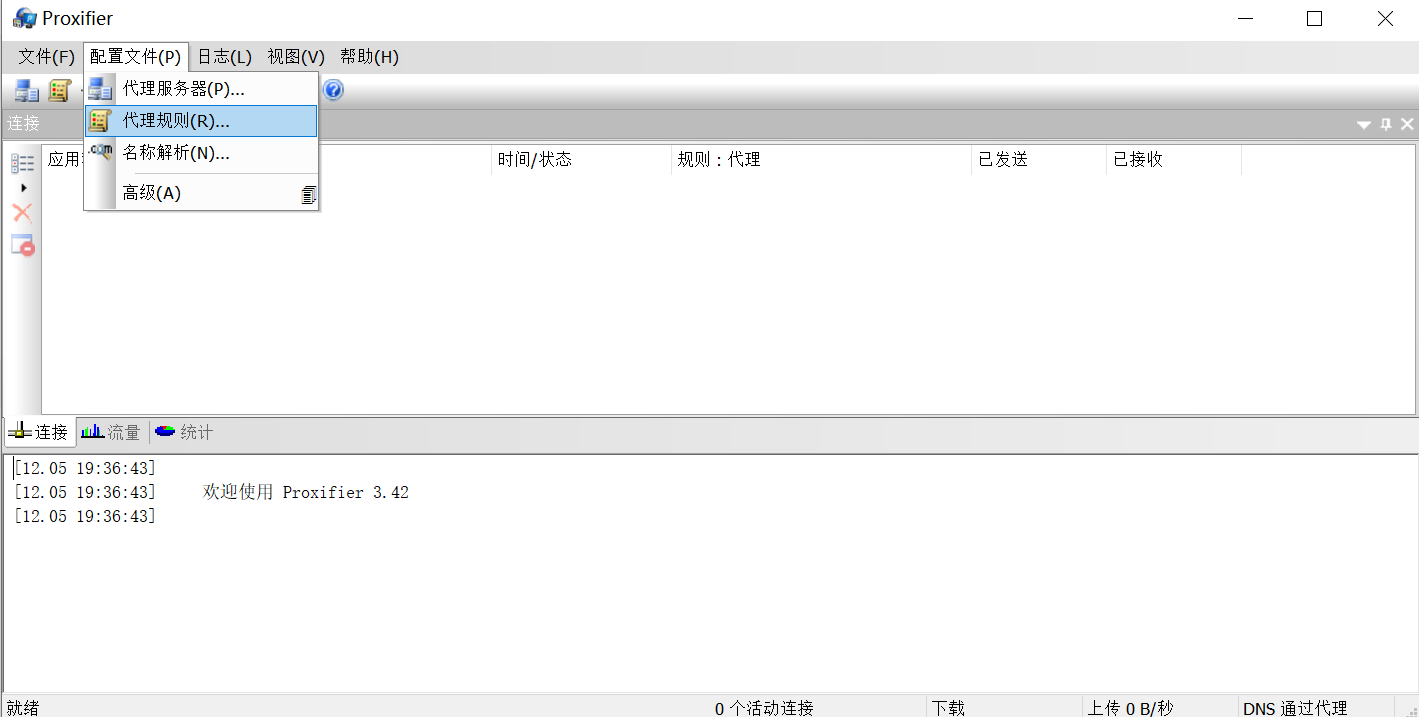 Proxifier
文件(F) 配置文件(P) 日志(L) 视图(V) 帮助(H)
代理服务器(P)...
连接
代理规则(R)...
名称解析(N)...
高级(A)
应用 时间/状态 规则：代理 已发送 已接收
连接 流量 统计
[12.05 19:36:43]
[12.05 19:36:43] 欢迎使用 Proxifier 3.42
[12.05 19:36:43]
就绪 0 个活动连接 下载 上传 0 B/秒 DNS 通过代理